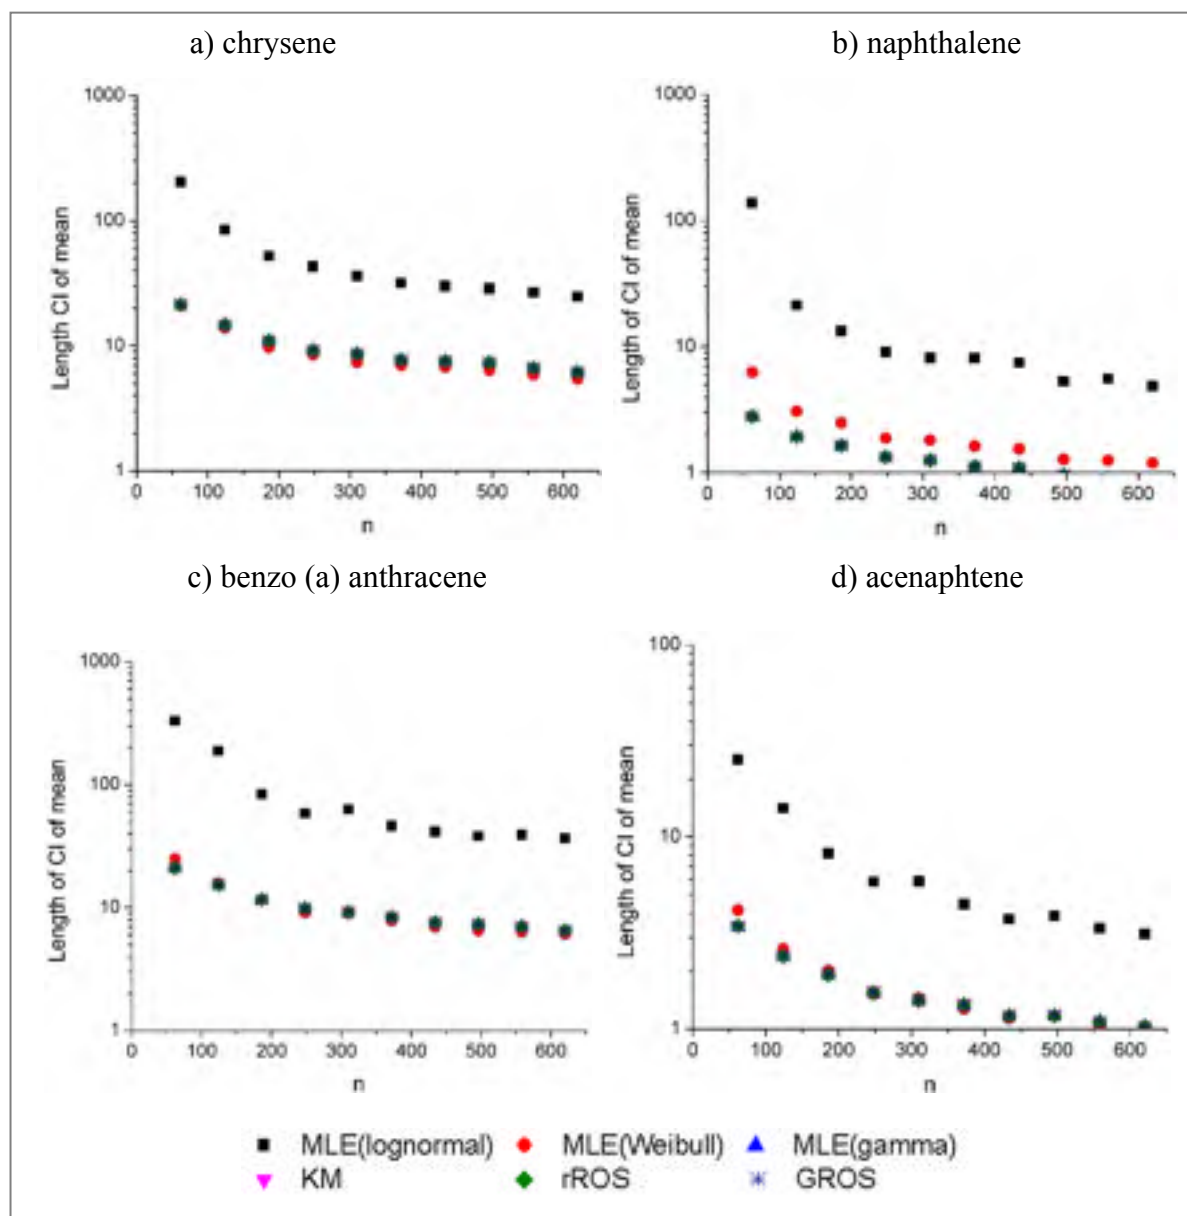 a) chrysene
b) naphthalene
1000
100
10
1
0 100 200 300 400 500 600
Length CI of mean
n
1000
100
10
1
0 100 200 300 400 500 600
Length of CI of mean
n
c) benzo (a) anthracene
d) acenaphtene
1000
100
10
1
0 100 200 300 400 500 600
Length of CI of mean
n
100
10
1
0 100 200 300 400 500 600
Length of CI of mean
n
MLE(lognormal) MLE(Weibull) MLE(gamma)
KM rROS GROS